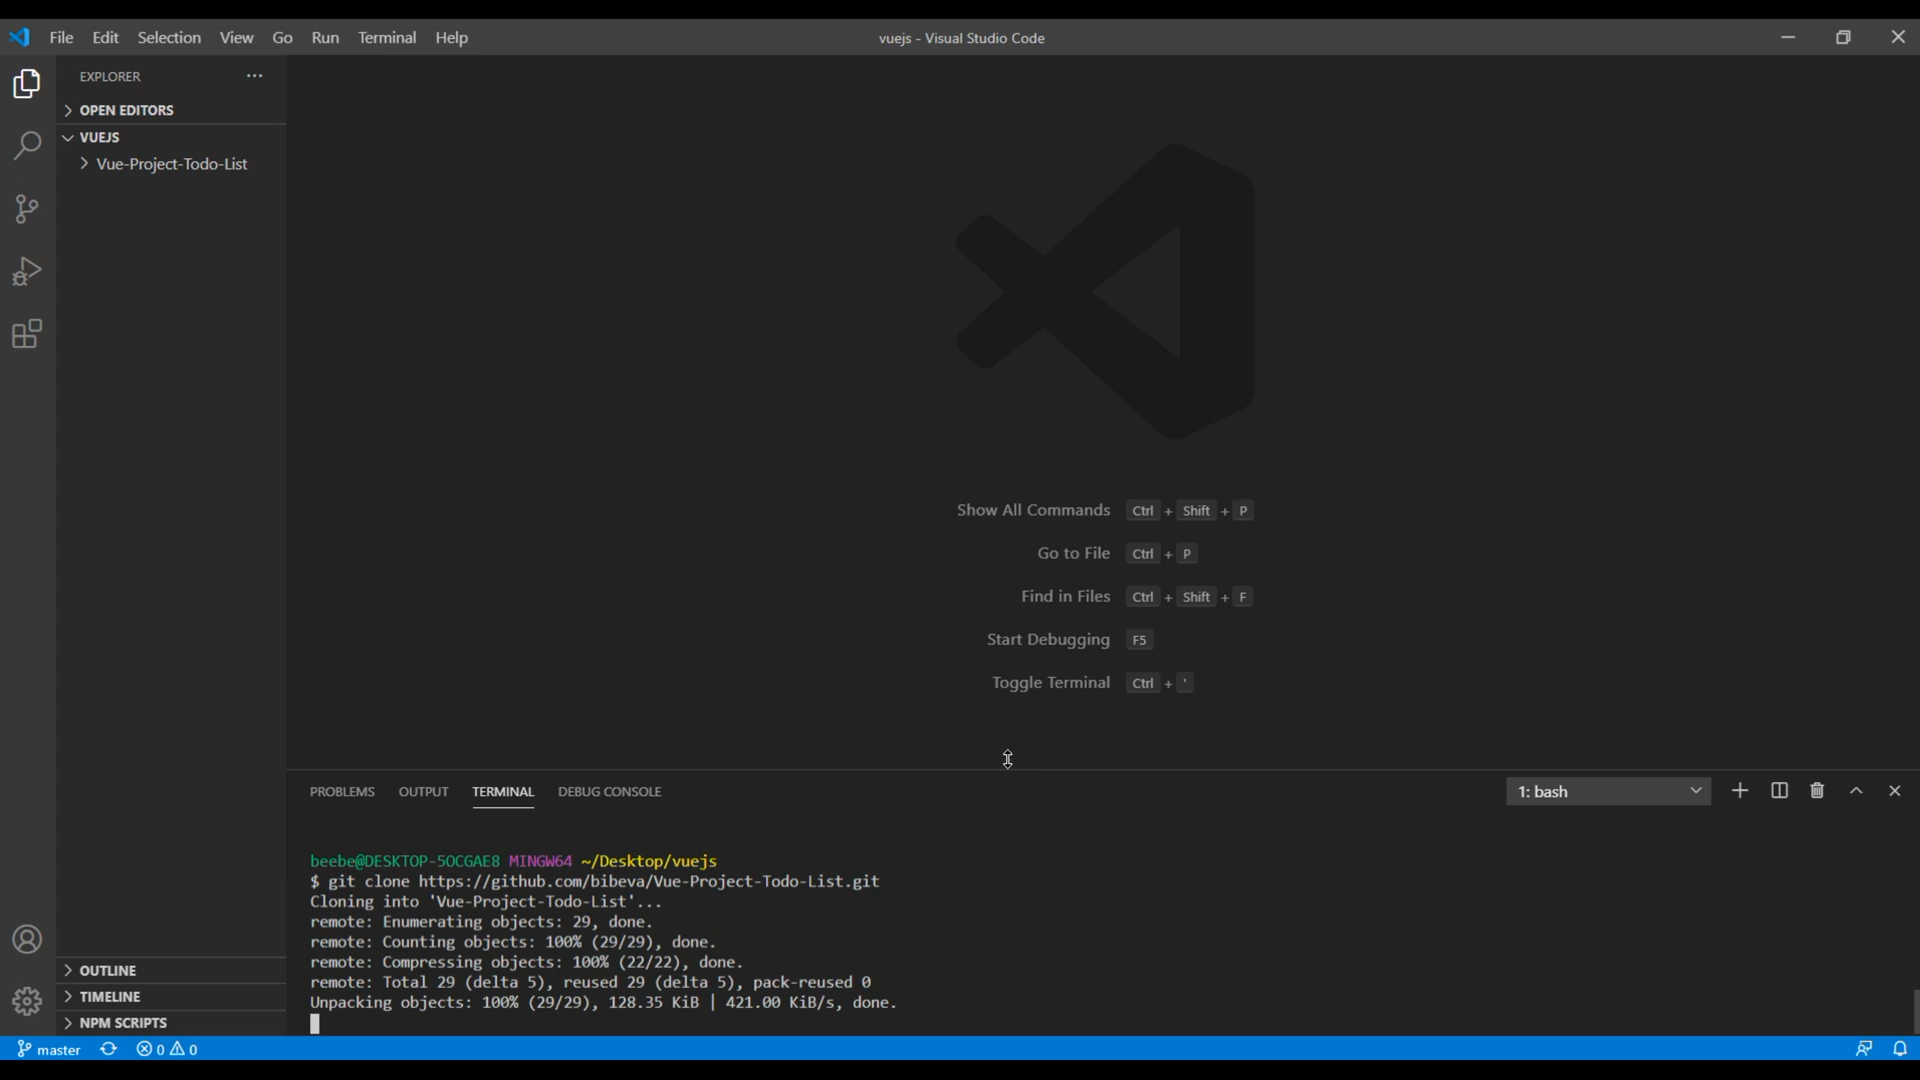 File Edit Selection View Go Run Terminal Help
vuejs - Visual Studio Code
EXPLORER
OPEN EDITORS
VUEJS
Vue-Project-Todo-List
Show All Commands Ctrl + Shift + P
Go to File Ctrl + P
Find in Files Ctrl + Shift + F
Start Debugging F5
Toggle Terminal Ctrl + '
PROBLEMS OUTPUT TERMINAL DEBUG CONSOLE
1: bash
beebe@DESKTOP-5OCGAE8 MINGW64 ~/Desktop/vuejs
$ git clone https://github.com/bibeva/Vue-Project-Todo-List.git
Cloning into 'Vue-Project-Todo-List'...
remote: Enumerating objects: 29, done.
remote: Counting objects: 100% (29/29), done.
remote: Compressing objects: 100% (22/22), done.
remote: Total 29 (delta 5), reused 29 (delta 5), pack-reused 0
Unpacking objects: 100% (29/29), 128.35 KiB | 421.00 KiB/s, done.
OUTLINE
TIMELINE
NPM SCRIPTS
master 0 0